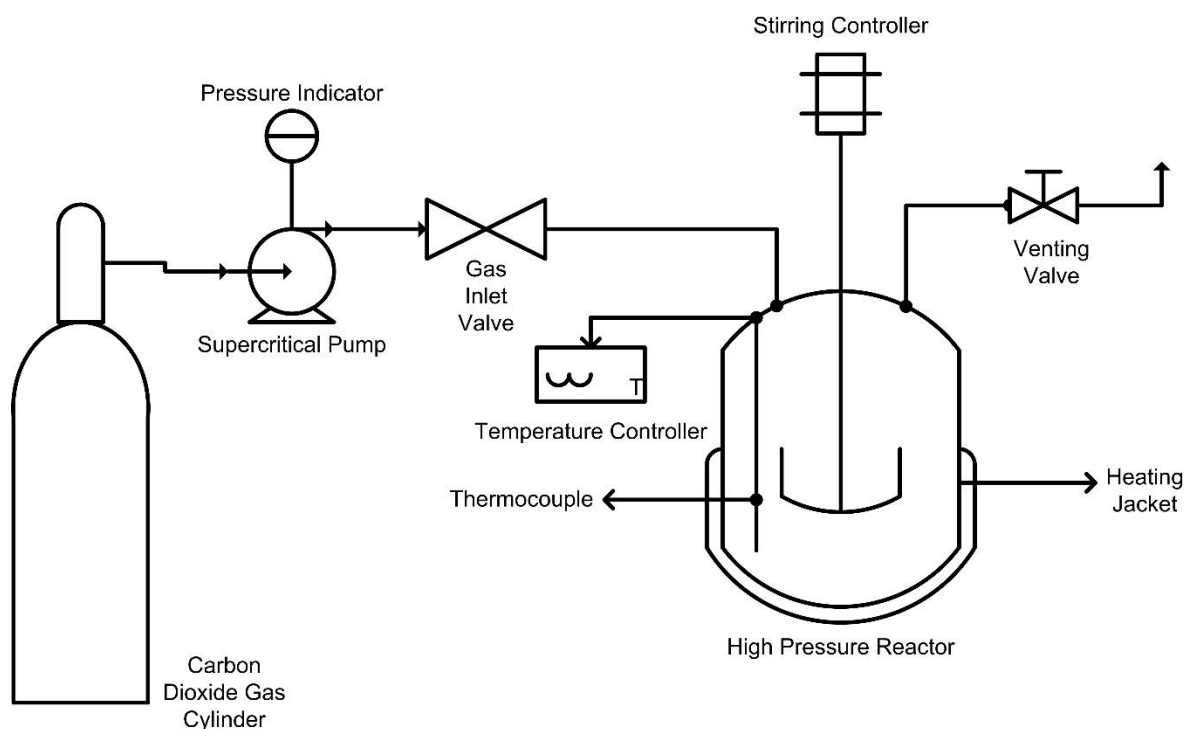 Stirring Controller
Pressure Indicator
Venting
Valve
Gas
Inlet
Valve
Supercritical Pump
T
Temperature Controller
Thermocouple
Heating
Jacket
High Pressure Reactor
Carbon
Dioxide Gas
Cylinder